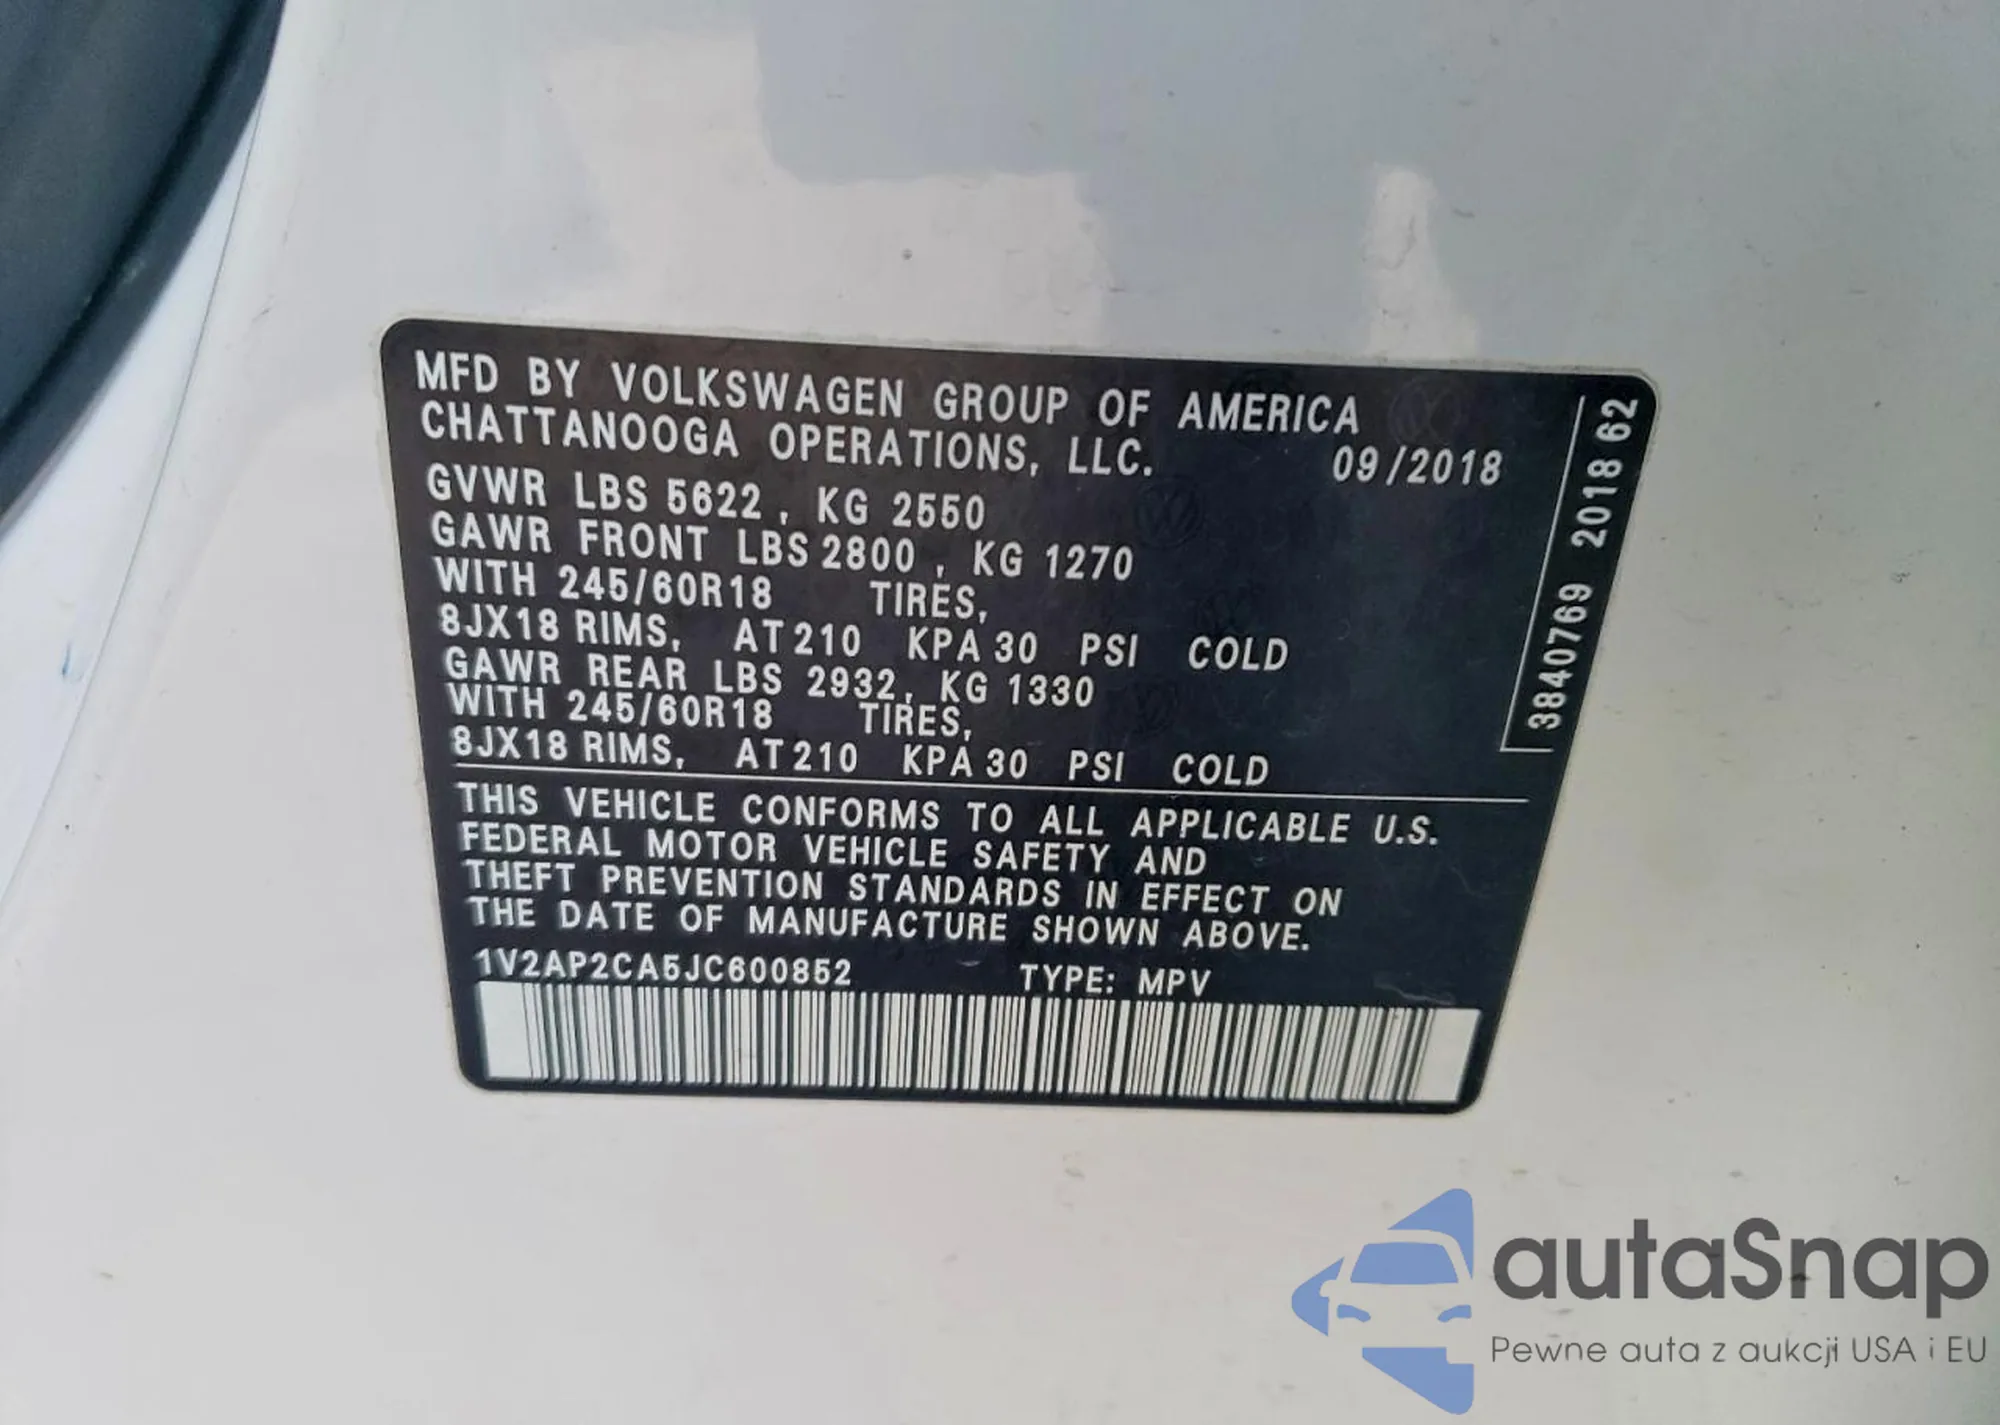 MFD BY VOLKSWAGEN GROUP OF AMERICA
CHATTANOOGA OPERATIONS, LLC. 09/2018
GVWR LBS 5622 , KG 2550
GAWR FRONT LBS 2800 , KG 1270
WITH 245/60R18 TIRES,
8JX18 RIMS, AT 210 KPA 30 PSI COLD
GAWR REAR LBS 2932, KG 1330
WITH 245/60R18 TIRES,
8JX18 RIMS, AT 210 KPA 30 PSI COLD
THIS VEHICLE CONFORMS TO ALL APPLICABLE U.S.
FEDERAL MOTOR VEHICLE SAFETY AND
THEFT PREVENTION STANDARDS IN EFFECT ON
THE DATE OF MANUFACTURE SHOWN ABOVE.
1V2AP2CA5JC600852 TYPE: MPV
3840769 2018 62
autaSnap
Pewne auta z aukcji USA i EU